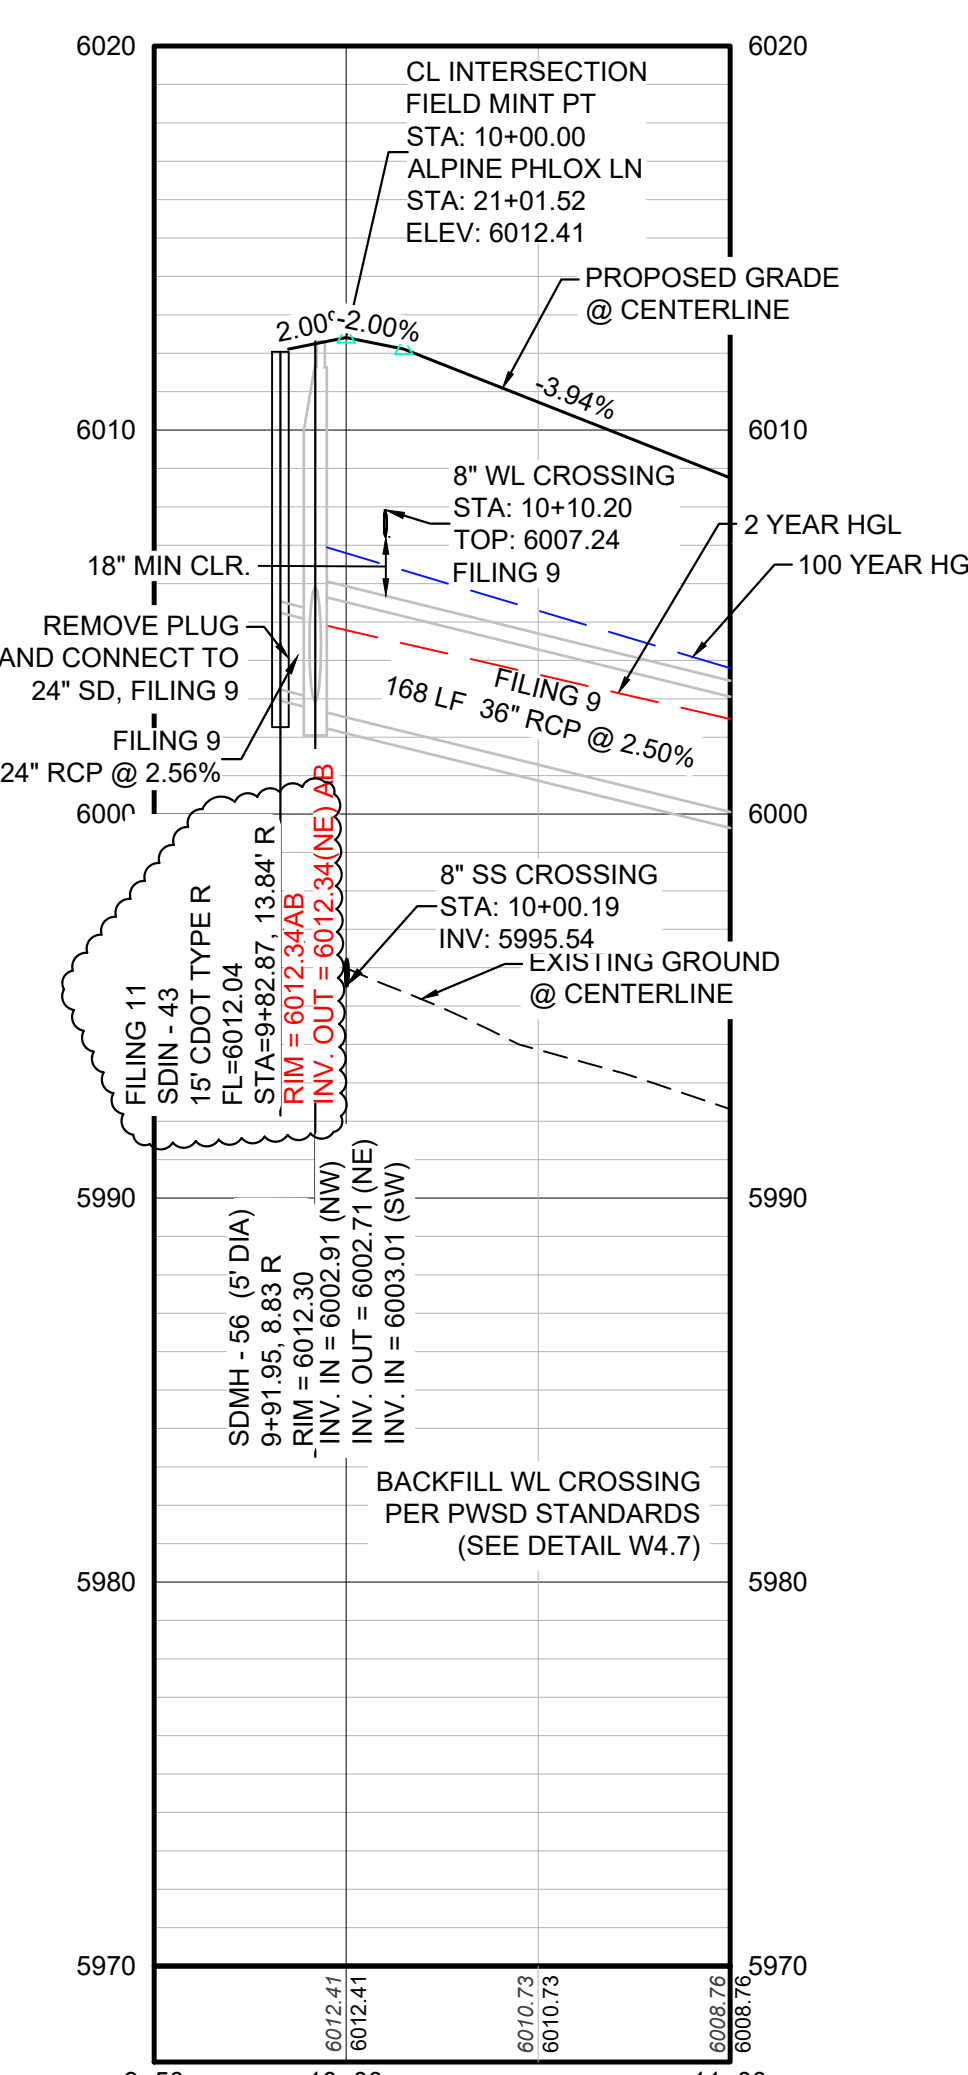 6020
6020
CL INTERSECTION
FIELD MINT PT
STA: 10+00.00
ALPINE PHLOX LN
STA: 21+01.52
ELEV: 6012.41
PROPOSED GRADE
@ CENTERLINE
2.00%
-2.00%
-3.94%
6010
6010
8" WL CROSSING
STA: 10+10.20
TOP: 6007.24
FILING 9
2 YEAR HGL
100 YEAR HG
18" MIN CLR.
REMOVE PLUG
AND CONNECT TO
24" SD, FILING 9
FILING 9
168 LF 36" RCP @ 2.50%
FILING 9
24" RCP @ 2.56%
6000
6000
FILING 11
SDIN - 43
15' CDOT TYPE R
FL=6012.04
STA=9+82.87, 13.84' R
RIM = 6012.34AB
INV. OUT = 6012.34(NE) AB
8" SS CROSSING
STA: 10+00.19
INV: 5995.54
EXISTING GROUND
@ CENTERLINE
5990
5990
SDMH - 56 (5' DIA)
9+91.95, 8.83 R
RIM = 6012.30
INV. IN = 6002.91 (NW)
INV. OUT = 6002.71 (NE)
INV. IN = 6003.01 (SW)
BACKFILL WL CROSSING
PER PWSD STANDARDS
(SEE DETAIL W4.7)
5980
5980
5970
5970
6012.41
6012.41
6010.73
6010.73
6008.76
6008.76